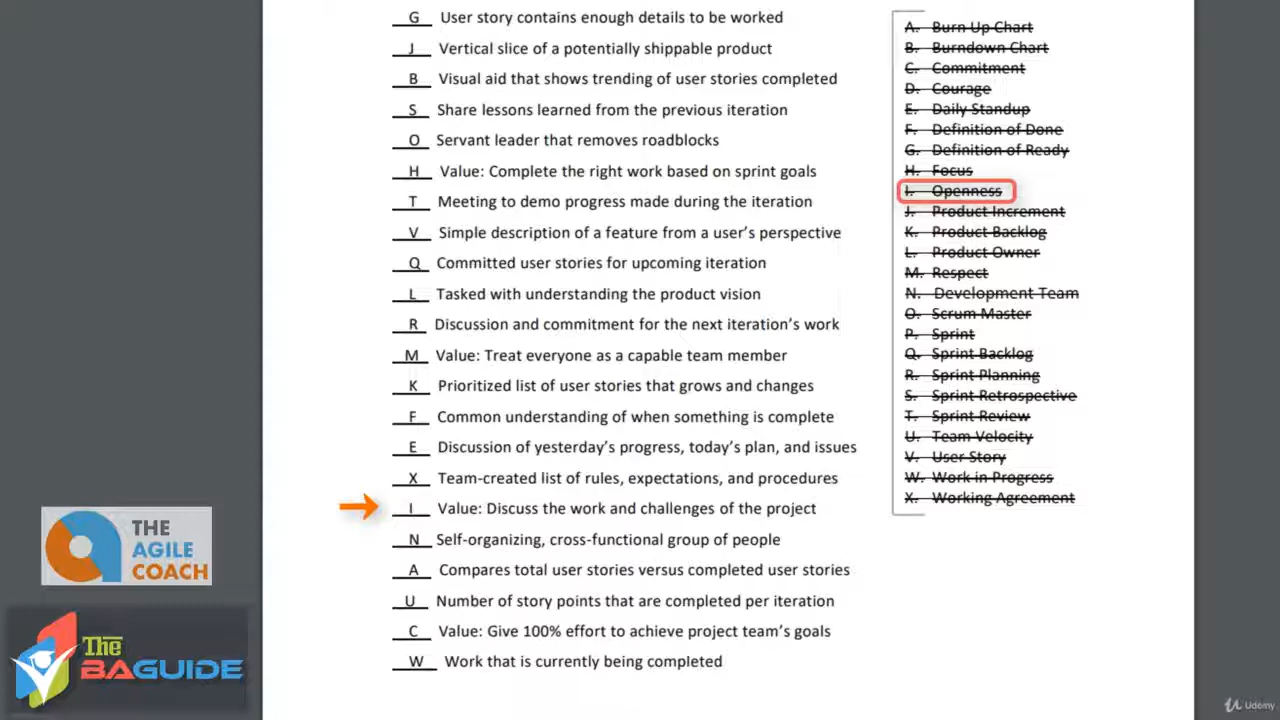 G User story contains enough details to be worked
J Vertical slice of a potentially shippable product
B Visual aid that shows trending of user stories completed
S Share lessons learned from the previous iteration
O Servant leader that removes roadblocks
H Value: Complete the right work based on sprint goals
T Meeting to demo progress made during the iteration
V Simple description of a feature from a user's perspective
Q Committed user stories for upcoming iteration
L Tasked with understanding the product vision
R Discussion and commitment for the next iteration's work
M Value: Treat everyone as a capable team member
K Prioritized list of user stories that grows and changes
F Common understanding of when something is complete
E Discussion of yesterday's progress, today's plan, and issues
X Team-created list of rules, expectations, and procedures
I Value: Discuss the work and challenges of the project
N Self-organizing, cross-functional group of people
A Compares total user stories versus completed user stories
U Number of story points that are completed per iteration
C Value: Give 100% effort to achieve project team's goals
W Work that is currently being completed
A. Burn Up Chart
B. Burndown Chart
C. Commitment
D. Courage
E. Daily Standup
F. Definition of Done
G. Definition of Ready
H. Focus
I. Openness
J. Product Increment
K. Product Backlog
L. Product Owner
M. Respect
N. Development Team
O. Scrum Master
P. Sprint
Q. Sprint Backlog
R. Sprint Planning
S. Sprint Retrospective
T. Sprint Review
U. Team Velocity
V. User Story
W. Work in Progress
X. Working Agreement
THE
AGILE
COACH
The
BAGUIDE
Udemy